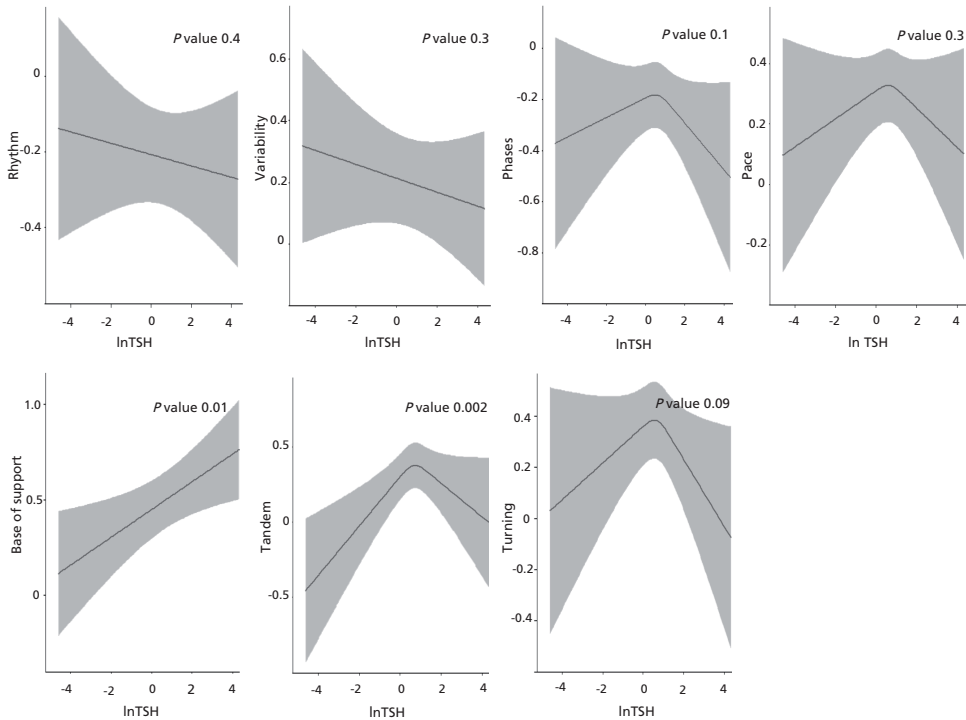 P value 0.4
0
-0.2
-0.4
Rhythm
-4
-2
0
2
4
lnTSH
P value 0.3
0.6
0.4
0.2
0
Variability
-4
-2
0
2
4
lnTSH
P value 0.1
0
-0.2
-0.4
-0.6
-0.8
Phases
-4
-2
0
2
4
lnTSH
P value 0.3
0.4
0.2
0
-0.2
Pace
-4
-2
0
2
4
ln TSH
P value 0.01
1.0
0.5
0
Base of support
-4
-2
0
2
4
lnTSH
P value 0.002
0.5
0
-0.5
Tandem
-4
-2
0
2
4
lnTSH
P value 0.09
0.4
0.2
0
-0.2
-0.4
Turning
-4
-2
0
2
4
lnTSH